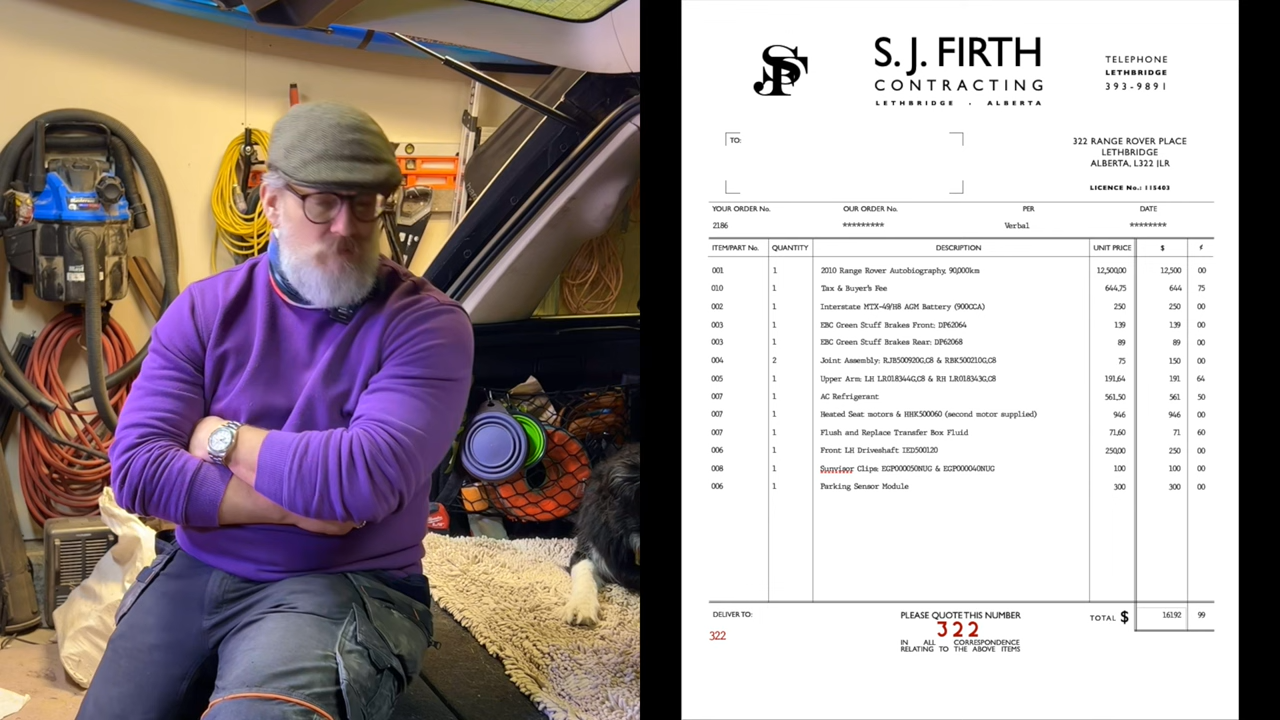 SJF
S. J. FIRTH
CONTRACTING
LETHBRIDGE . ALBERTA
TELEPHONE
LETHBRIDGE
393-9891
TO:
322 RANGE ROVER PLACE
LETHBRIDGE
ALBERTA, L322 JLR
LICENCE No.: 115403
YOUR ORDER No. OUR ORDER No. PER DATE
2186 ********* Verbal ********
ITEM/PART No. QUANTITY DESCRIPTION UNIT PRICE $ ¢
001 1 2010 Range Rover Autobiography, 90,000km 12,500,00 12,500 00
010 1 Tax & Buyer's Fee 644,75 644 75
002 1 Interstate MTX-49/H8 AGM Battery (900CCA) 250 250 00
003 1 EBC Green Stuff Brakes Front: DP62064 139 139 00
003 1 EBC Green Stuff Brakes Rear: DP62068 89 89 00
004 2 Joint Assembly: RJB500920G,C8 & RBK500210G,C8 75 150 00
005 1 Upper Arm: LH LR018344G,C8 & RH LR018343G,C8 191,64 191 64
007 1 AC Refrigerant 561,50 561 50
007 1 Heated Seat motors & HHK500060 (second motor supplied) 946 946 00
007 1 Flush and Replace Transfer Box Fluid 71,60 71 60
006 1 Front LH Driveshaft IED500120 250,00 250 00
008 1 Sunvisor Clips: EGP000050NUG & EGP000040NUG 100 100 00
006 1 Parking Sensor Module 300 300 00
DELIVER TO: PLEASE QUOTE THIS NUMBER TOTAL $ 16192 99
322 322
IN ALL CORRESPONDENCE
RELATING TO THE ABOVE ITEMS